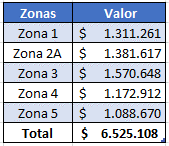 Zonas Valor
Zona 1 $ 1.311.261
Zona 2A $ 1.381.617
Zona 3 $ 1.570.648
Zona 4 $ 1.172.912
Zona 5 $ 1.088.670
Total $ 6.525.108